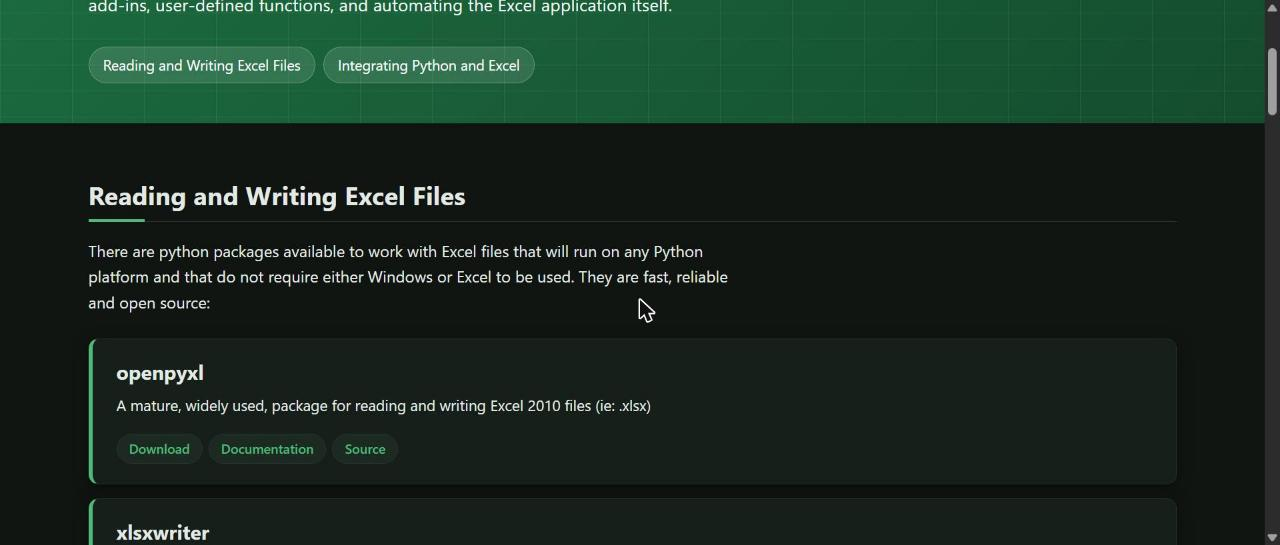 add-ins, user-defined functions, and automating the Excel application itself.
Reading and Writing Excel Files
Integrating Python and Excel
Reading and Writing Excel Files
There are python packages available to work with Excel files that will run on any Python
platform and that do not require either Windows or Excel to be used. They are fast, reliable
and open source:
openpyxl
A mature, widely used, package for reading and writing Excel 2010 files (ie: .xlsx)
Download
Documentation
Source
xlsxwriter